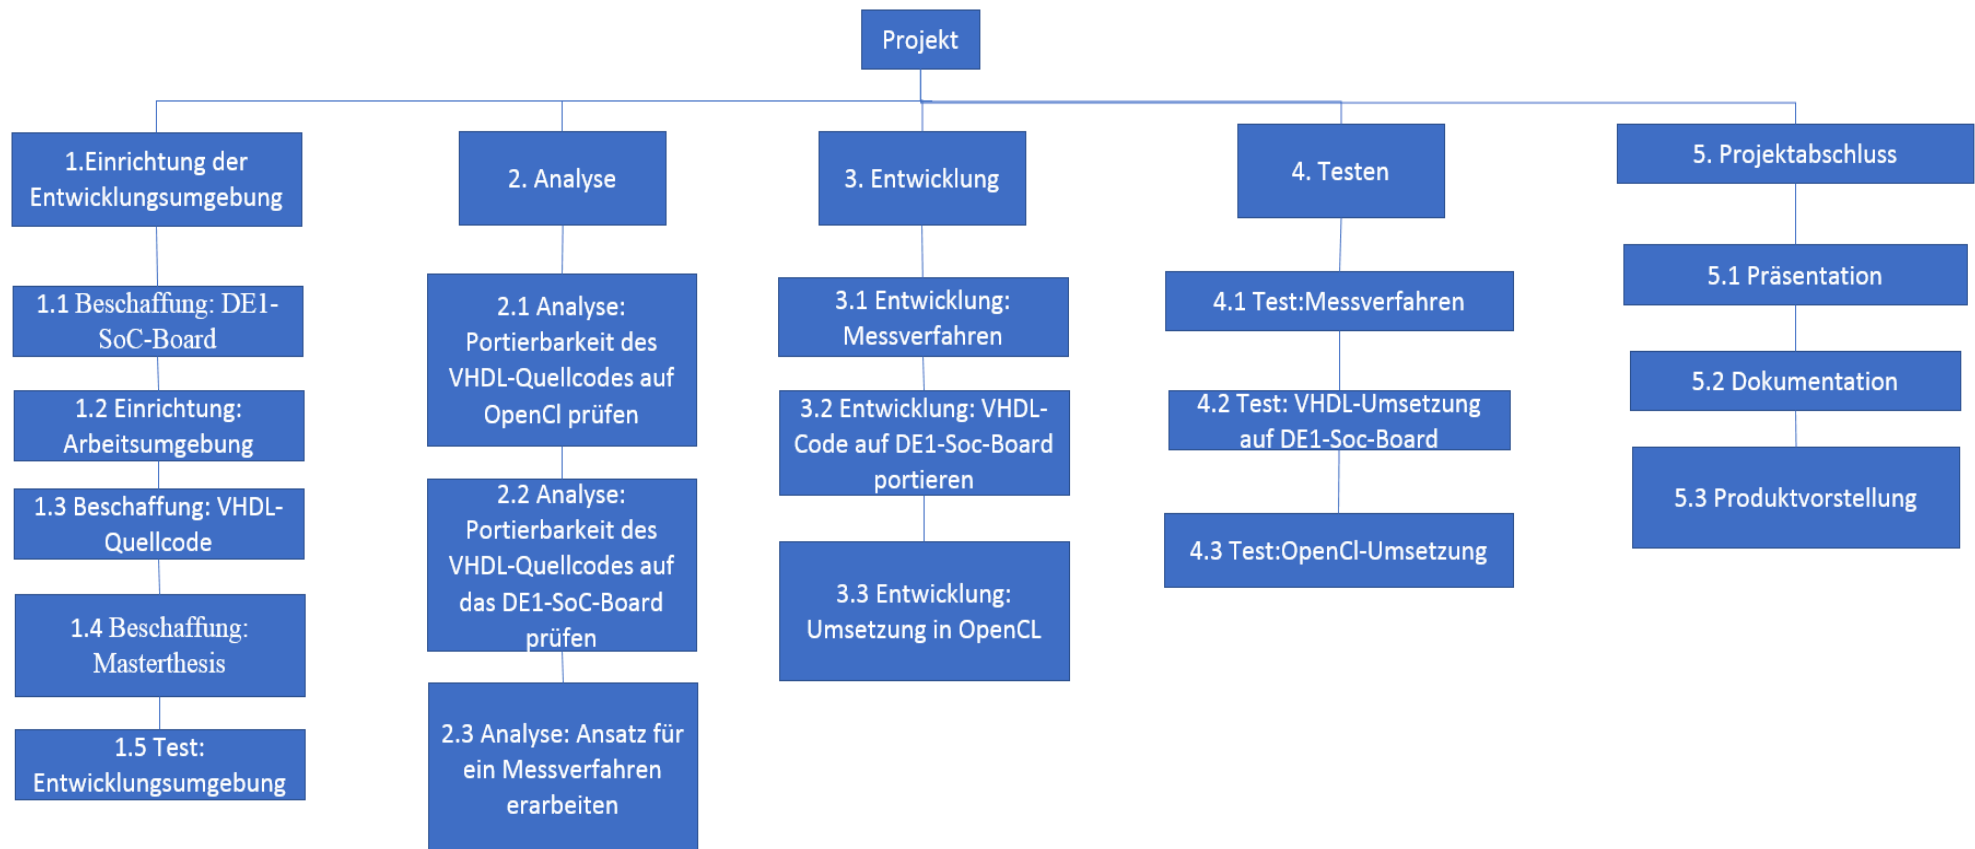 Projekt
1.Einrichtung der
Entwicklungsumgebung
1.1 Beschaffung: DE1-
SoC-Board
1.2 Einrichtung:
Arbeitsumgebung
1.3 Beschaffung: VHDL-
Quellcode
1.4 Beschaffung:
Masterthesis
1.5 Test:
Entwicklungsumgebung
2. Analyse
2.1 Analyse:
Portierbarkeit des
VHDL-Quellcodes auf
OpenCl prüfen
2.2 Analyse:
Portierbarkeit des
VHDL-Quellcodes auf
das DE1-SoC-Board
prüfen
2.3 Analyse: Ansatz für
ein Messverfahren
erarbeiten
3. Entwicklung
3.1 Entwicklung:
Messverfahren
3.2 Entwicklung: VHDL-
Code auf DE1-Soc-Board
portieren
3.3 Entwicklung:
Umsetzung in OpenCL
4. Testen
4.1 Test:Messverfahren
4.2 Test: VHDL-Umsetzung
auf DE1-Soc-Board
4.3 Test:OpenCl-Umsetzung
5. Projektabschluss
5.1 Präsentation
5.2 Dokumentation
5.3 Produktvorstellung